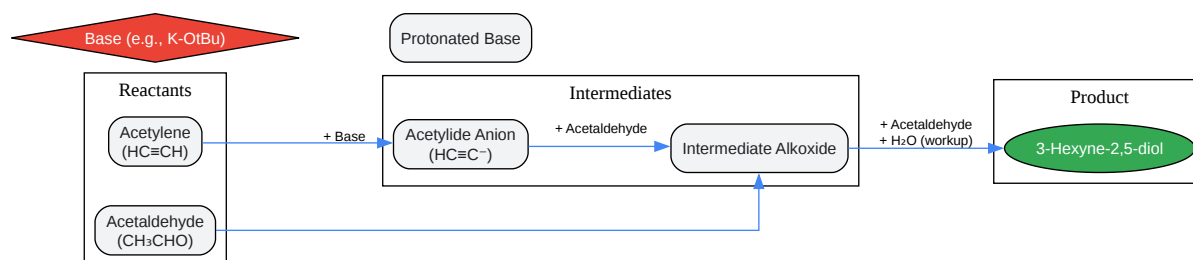 Base (e.g., K-OtBu)
Protonated Base
Reactants
Acetylene
(HC≡CH)
Acetaldehyde
(CH₃CHO)
+ Base
Intermediates
Acetylide Anion
(HC≡C⁻)
+ Acetaldehyde
Intermediate Alkoxide
+ Acetaldehyde
+ H₂O (workup)
Product
3-Hexyne-2,5-diol